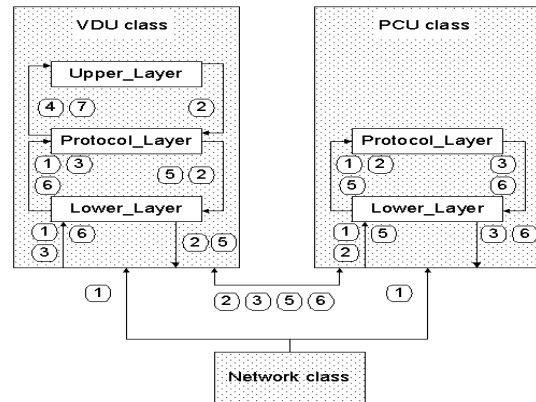 VDU class PCU class
Upper_Layer
4 7 2
Protocol_Layer Protocol_Layer
1 3 1 2 3
6 5 2 5 6
Lower_Layer Lower_Layer
1 6 2 5 1 5 3 6
3 2
1 2 3 5 6 1
Network class